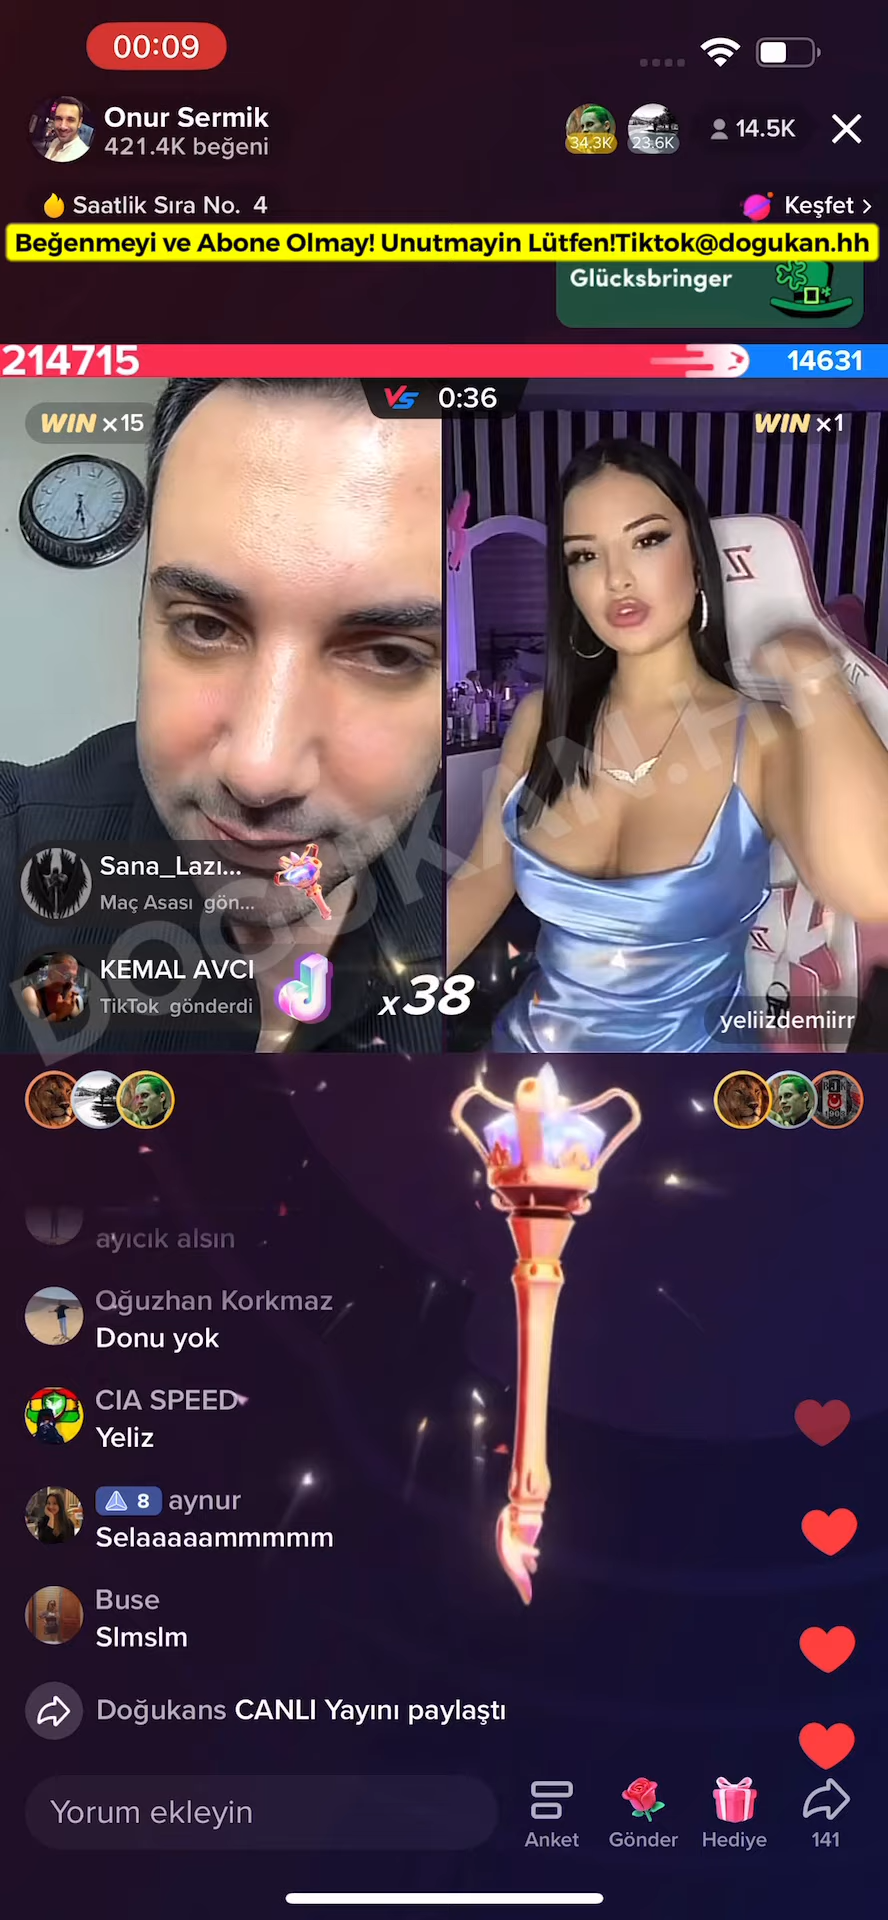 00:09
Onur Sermik
421.4K beğeni
34.3K
23.6K
14.5K
Saatlik Sıra No. 4
Keşfet >
Beğenmeyi ve Abone Olmay! Unutmayin Lütfen!Tiktok@dogukan.hh
Glücksbringer
214715
14631
VS 0:36
WIN x15
WIN x1
DOGUKAN.HH
Sana_Lazı...
Maç Asası gön...
KEMAL AVCI
TikTok gönderdi
x38
yeliizdemiirr
ayıcık alsın
Oğuzhan Korkmaz
Donu yok
CIA SPEED
Yeliz
8 aynur
Selaaaaammmmm
Buse
Slmslm
Doğukans CANLI Yayını paylaştı
Yorum ekleyin
Anket
Gönder
Hediye
141